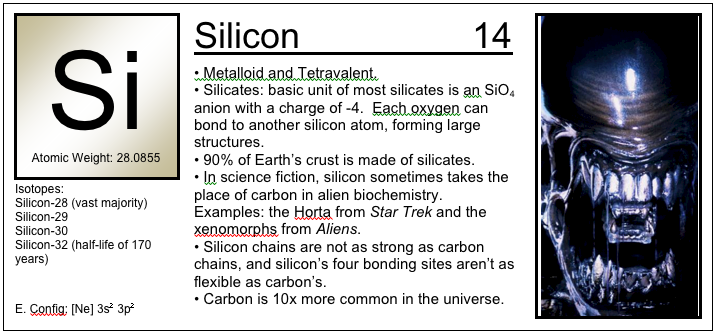 Si
Atomic Weight: 28.0855
Isotopes:
Silicon-28 (vast majority)
Silicon-29
Silicon-30
Silicon-32 (half-life of 170
years)
E. Config: [Ne] 3s² 3p²
Silicon 14
• Metalloid and Tetravalent.
• Silicates: basic unit of most silicates is an SiO₄
anion with a charge of -4. Each oxygen can
bond to another silicon atom, forming large
structures.
• 90% of Earth's crust is made of silicates.
• In science fiction, silicon sometimes takes the
place of carbon in alien biochemistry.
Examples: the Horta from Star Trek and the
xenomorphs from Aliens.
• Silicon chains are not as strong as carbon
chains, and silicon's four bonding sites aren't as
flexible as carbon's.
• Carbon is 10x more common in the universe.